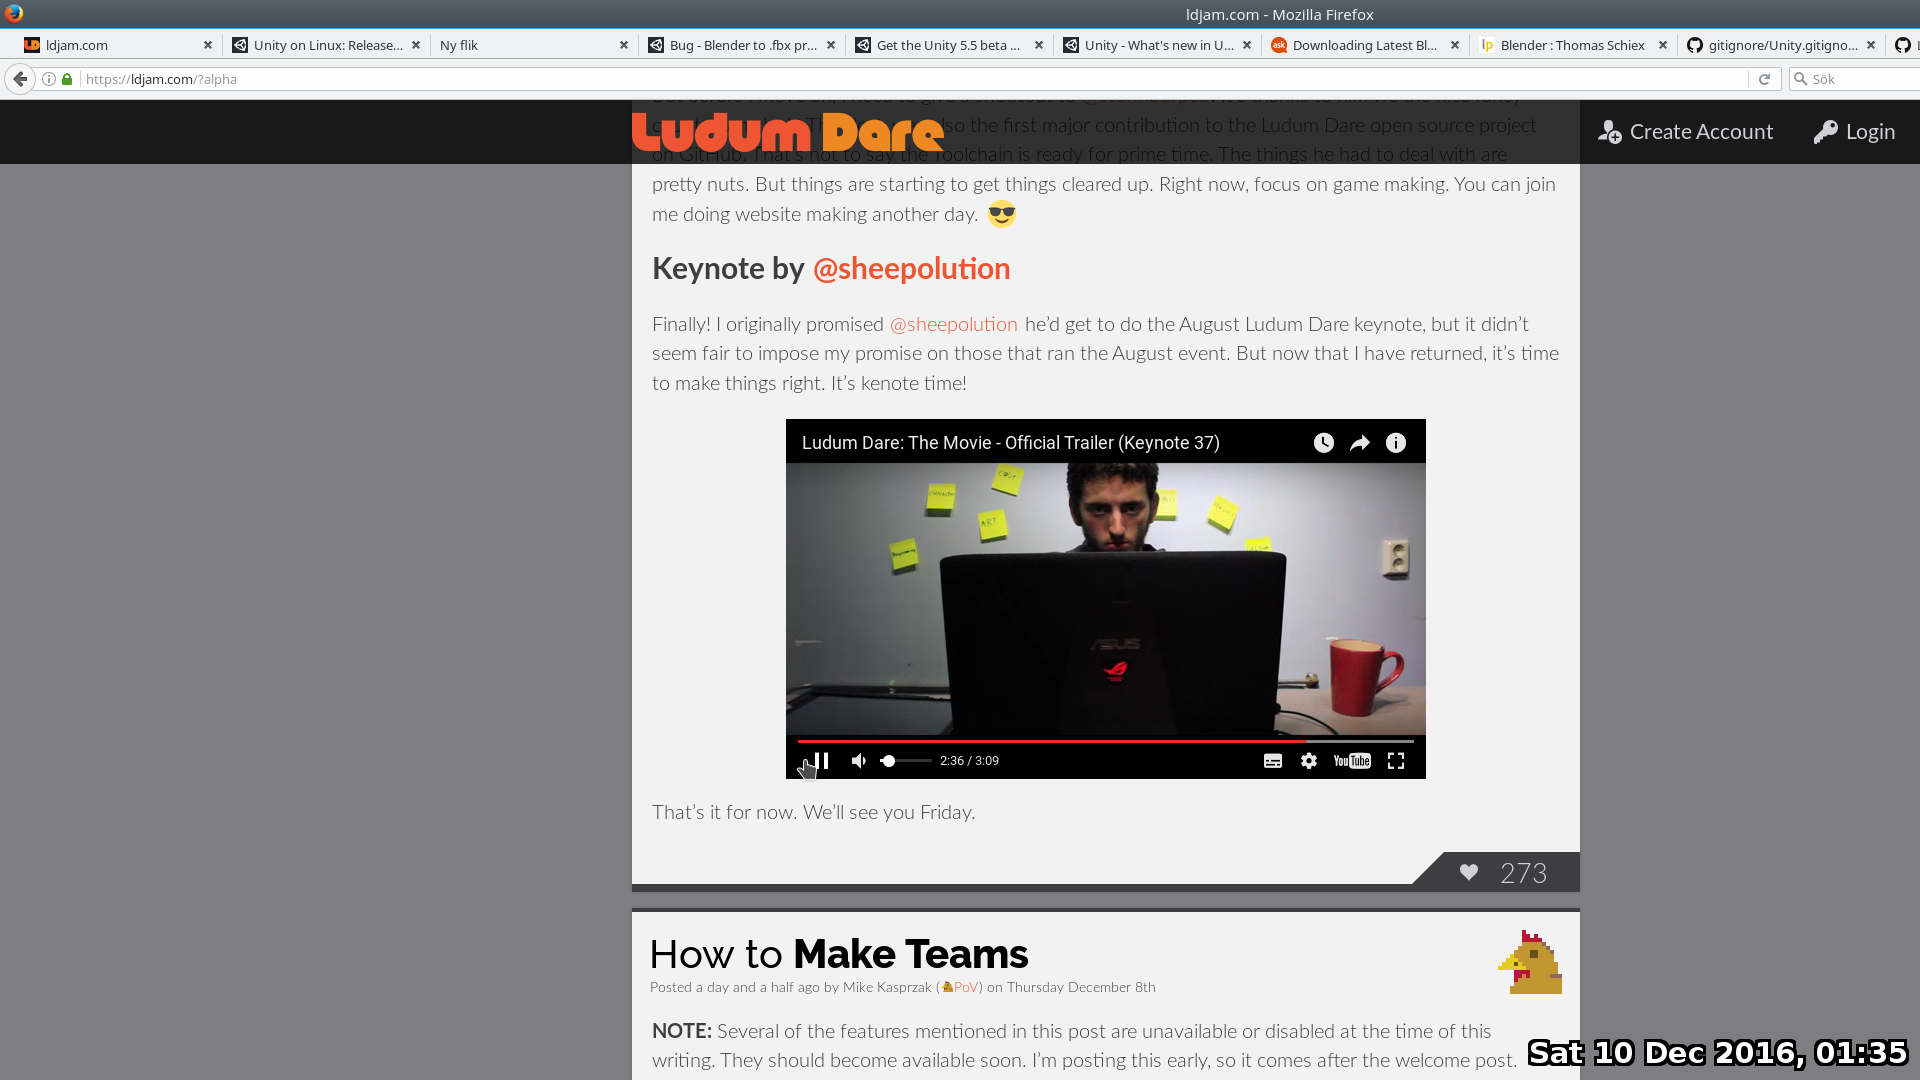 ldjam.com - Mozilla Firefox
ldjam.com
Unity on Linux: Release...
Ny flik
Bug - Blender to .fbx pr...
Get the Unity 5.5 beta ...
Unity - What's new in U...
Downloading Latest Bl...
Blender : Thomas Schiex
gitignore/Unity.gitigno...
https://ldjam.com/?alpha
Sök
Ludum Dare
Create Account
Login
also the first major contribution to the Ludum Dare open source project
on GitHub. That's not to say the Toolchain is ready for prime time. The things he had to deal with are
pretty nuts. But things are starting to get things cleared up. Right now, focus on game making. You can join
me doing website making another day. 😎
Keynote by @sheepolution
Finally! I originally promised @sheepolution he’d get to do the August Ludum Dare keynote, but it didn’t
seem fair to impose my promise on those that ran the August event. But now that I have returned, it’s time
to make things right. It’s kenote time!
Ludum Dare: The Movie - Official Trailer (Keynote 37)
CODE
ART
ASUS
2:36 / 3:09
YouTube
That’s it for now. We’ll see you Friday.
273
How to Make Teams
Posted a day and a half ago by Mike Kasprzak (PoV) on Thursday December 8th
NOTE: Several of the features mentioned in this post are unavailable or disabled at the time of this
writing. They should become available soon. I’m posting this early, so it comes after the welcome post.
Sat 10 Dec 2016, 01:35